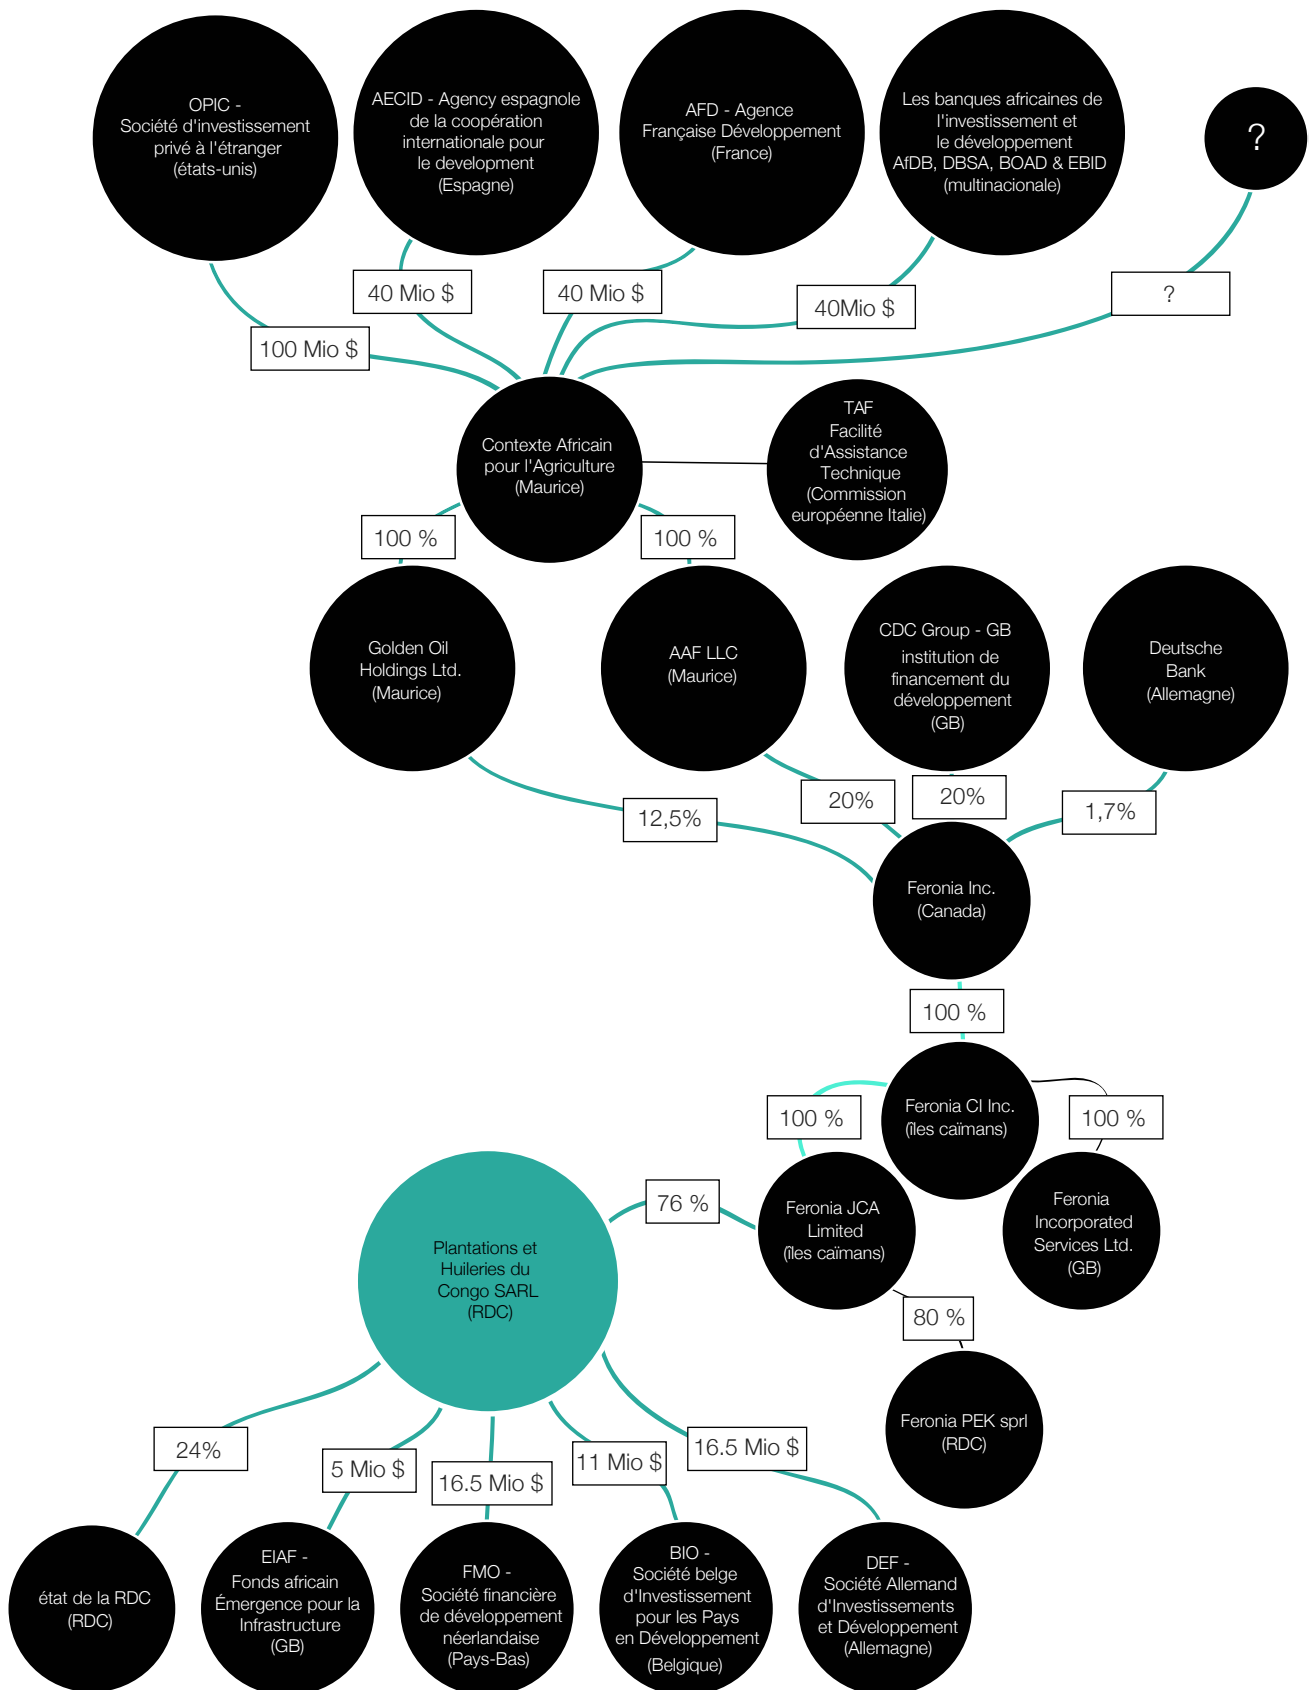 OPIC -
Société d'investissement
privé à l'étranger
(états-unis)
AECID - Agency espagnole
de la coopération
internationale pour
le development
(Espagne)
AFD - Agence
Française Développement
(France)
Les banques africaines de
l'investissement et
le développement
AfDB, DBSA, BOAD & EBID
(multinacionale)
?
100 Mio $
40 Mio $
40 Mio $
40Mio $
?
Contexte Africain
pour l'Agriculture
(Maurice)
TAF
Facilité
d'Assistance
Technique
(Commission
européenne Italie)
100 %
100 %
Golden Oil
Holdings Ltd.
(Maurice)
AAF LLC
(Maurice)
CDC Group - GB
institution de
financement du
développement
(GB)
Deutsche
Bank
(Allemagne)
12,5%
20%
20%
1,7%
Feronia Inc.
(Canada)
100 %
Feronia CI Inc.
(îles caïmans)
100 %
100 %
Feronia JCA
Limited
(îles caïmans)
Feronia
Incorporated
Services Ltd.
(GB)
76 %
Plantations et
Huileries du
Congo SARL
(RDC)
80 %
Feronia PEK sprl
(RDC)
24%
5 Mio $
16.5 Mio $
11 Mio $
16.5 Mio $
état de la RDC
(RDC)
EIAF -
Fonds africain
Émergence pour la
Infrastructure
(GB)
FMO -
Société financière
de développement
néerlandaise
(Pays-Bas)
BIO -
Société belge
d'Investissement
pour les Pays
en Développement
(Belgique)
DEF -
Société Allemand
d'Investissements
et Développement
(Allemagne)